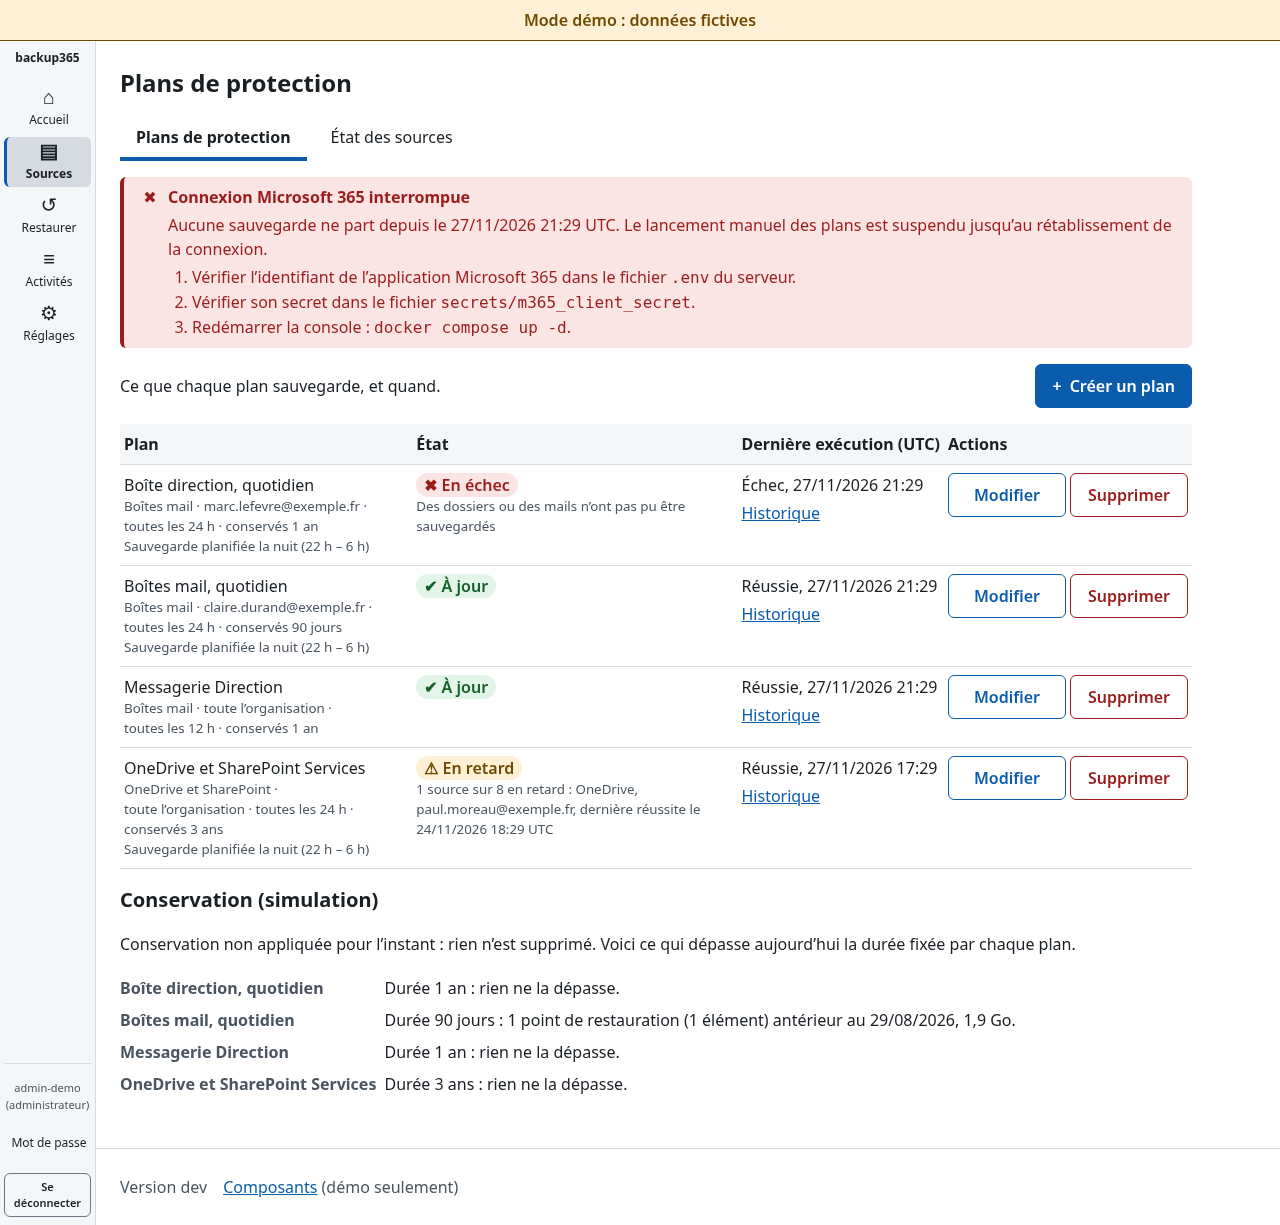 Mode démo : données fictives
backup365
Accueil
Sources
Restaurer
Activités
Réglages
admin-demo
(administrateur)
Mot de passe
Se
déconnecter
Plans de protection
Plans de protection
État des sources
✖ Connexion Microsoft 365 interrompue
Aucune sauvegarde ne part depuis le 27/11/2026 21:29 UTC. Le lancement manuel des plans est suspendu jusqu’au rétablissement de
la connexion.
1. Vérifier l’identifiant de l’application Microsoft 365 dans le fichier .env du serveur.
2. Vérifier son secret dans le fichier secrets/m365_client_secret.
3. Redémarrer la console : docker compose up -d.
Ce que chaque plan sauvegarde, et quand.
+ Créer un plan
Plan État Dernière exécution (UTC) Actions
Boîte direction, quotidien
Boîtes mail · marc.lefevre@exemple.fr ·
toutes les 24 h · conservés 1 an
Sauvegarde planifiée la nuit (22 h – 6 h)
✖ En échec
Des dossiers ou des mails n’ont pas pu être
sauvegardés
Échec, 27/11/2026 21:29
Historique
Modifier
Supprimer
Boîtes mail, quotidien
Boîtes mail · claire.durand@exemple.fr ·
toutes les 24 h · conservés 90 jours
Sauvegarde planifiée la nuit (22 h – 6 h)
✔ À jour
Réussie, 27/11/2026 21:29
Historique
Modifier
Supprimer
Messagerie Direction
Boîtes mail · toute l’organisation ·
toutes les 12 h · conservés 1 an
✔ À jour
Réussie, 27/11/2026 21:29
Historique
Modifier
Supprimer
OneDrive et SharePoint Services
OneDrive et SharePoint ·
toute l’organisation · toutes les 24 h ·
conservés 3 ans
Sauvegarde planifiée la nuit (22 h – 6 h)
⚠ En retard
1 source sur 8 en retard : OneDrive,
paul.moreau@exemple.fr, dernière réussite le
24/11/2026 18:29 UTC
Réussie, 27/11/2026 17:29
Historique
Modifier
Supprimer
Conservation (simulation)
Conservation non appliquée pour l’instant : rien n’est supprimé. Voici ce qui dépasse aujourd’hui la durée fixée par chaque plan.
Boîte direction, quotidien Durée 1 an : rien ne la dépasse.
Boîtes mail, quotidien Durée 90 jours : 1 point de restauration (1 élément) antérieur au 29/08/2026, 1,9 Go.
Messagerie Direction Durée 1 an : rien ne la dépasse.
OneDrive et SharePoint Services Durée 3 ans : rien ne la dépasse.
Version dev Composants (démo seulement)